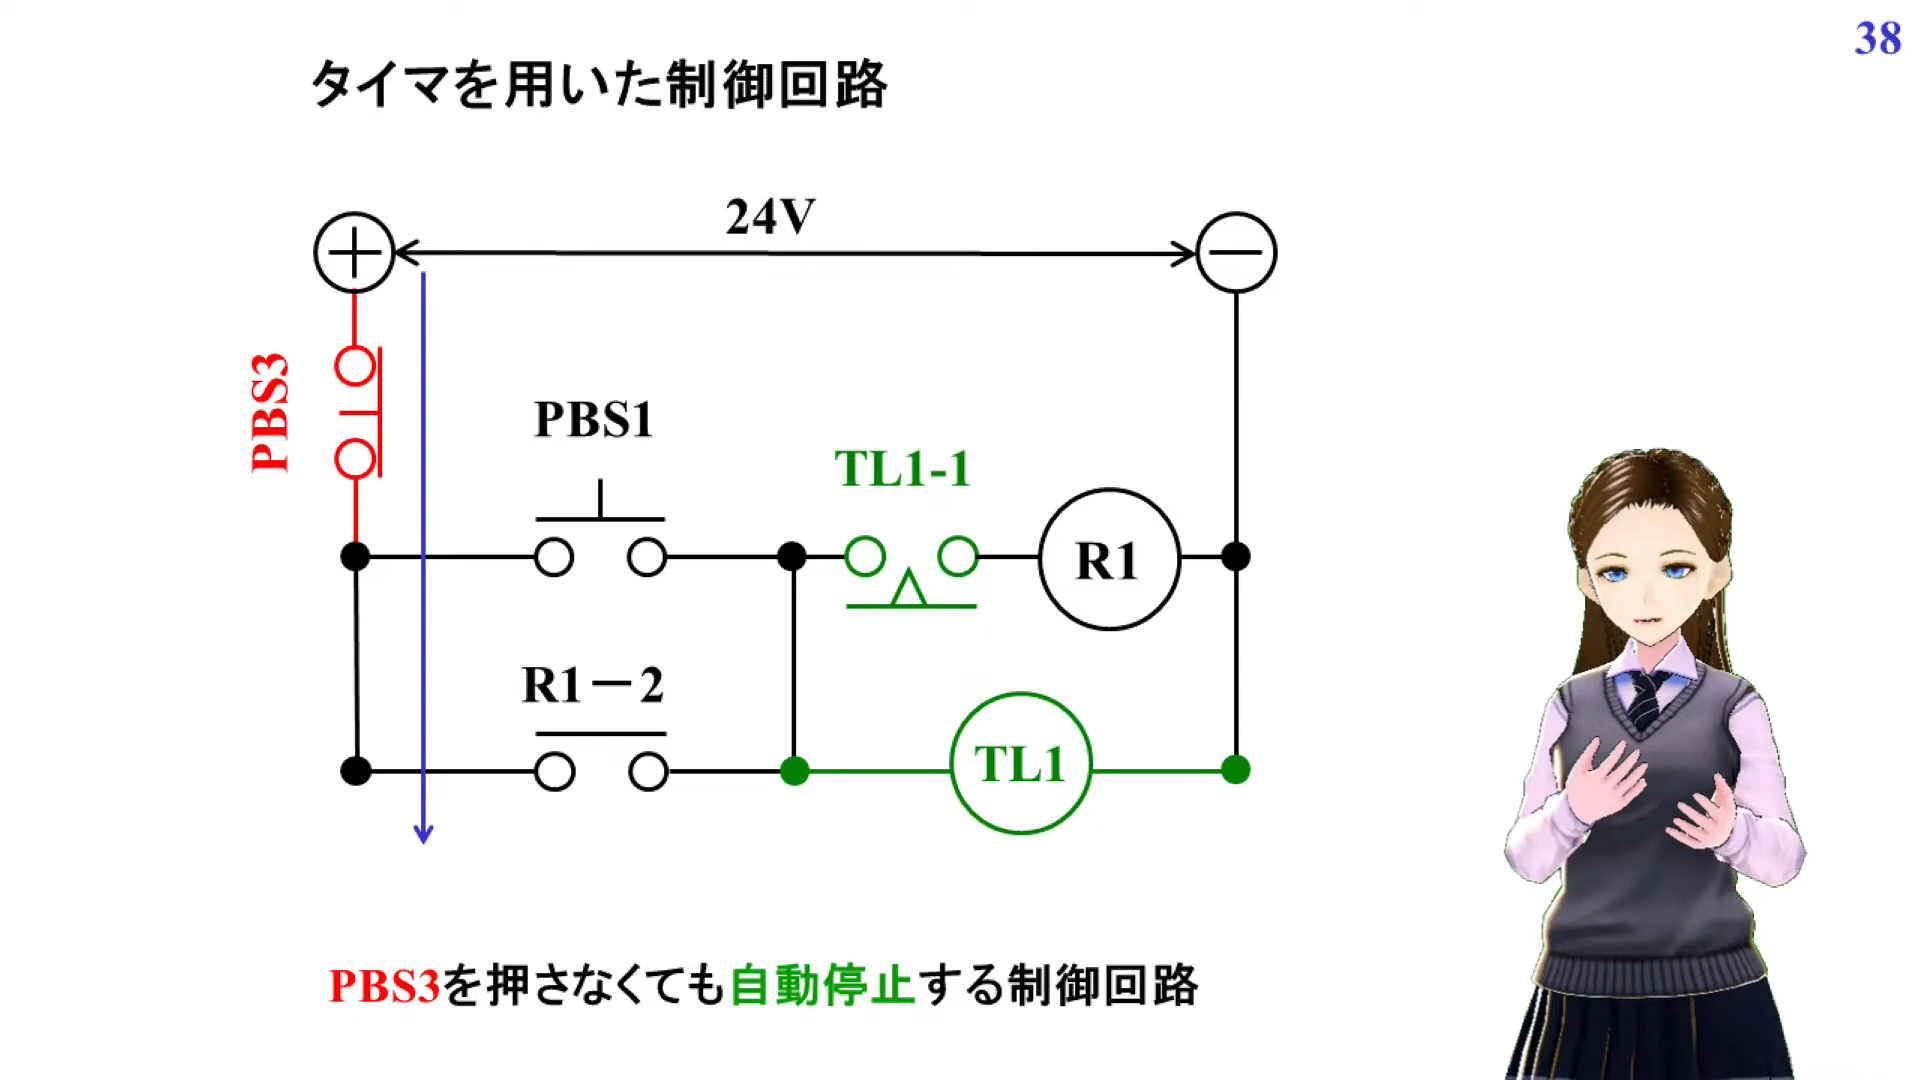 38
タイマを用いた制御回路
24V
PBS3
PBS1
TL1-1
R1
R1－2
TL1
PBS3を押さなくても自動停止する制御回路